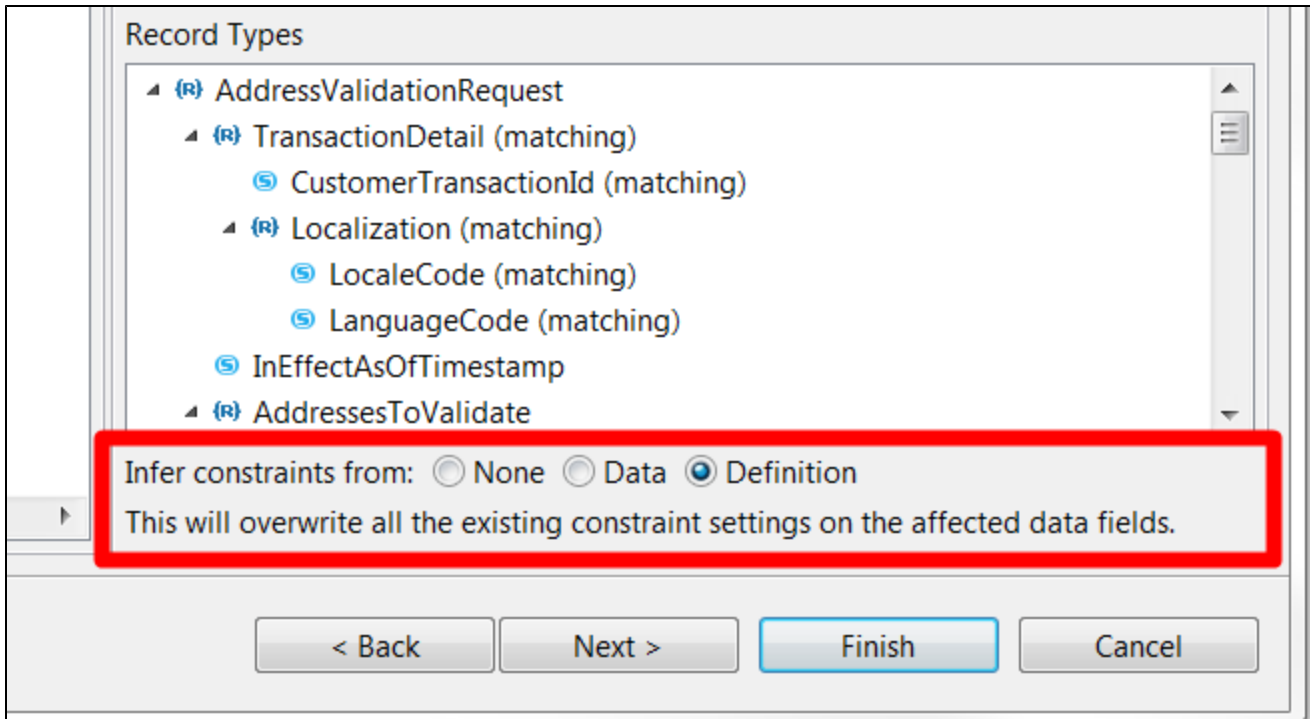 Record Types
{R} AddressValidationRequest
{R} TransactionDetail (matching)
S CustomerTransactionId (matching)
{R} Localization (matching)
S LocaleCode (matching)
S LanguageCode (matching)
S InEffectAsOfTimestamp
{R} AddressesToValidate
Infer constraints from: None Data Definition
This will overwrite all the existing constraint settings on the affected data fields.
< Back Next > Finish Cancel